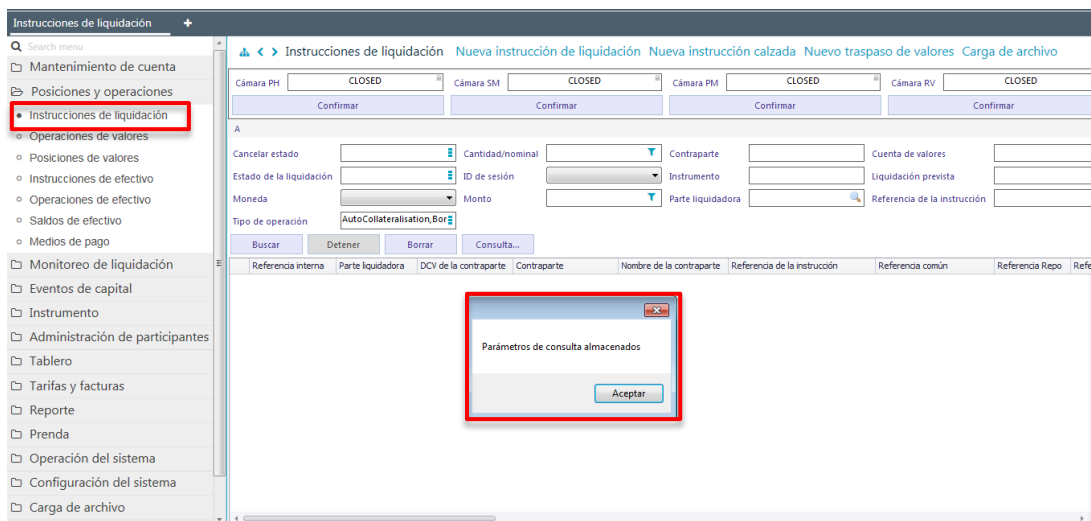 Instrucciones de liquidación +
Search menu
Mantenimiento de cuenta
Posiciones y operaciones
Instrucciones de liquidación
Operaciones de valores
Posiciones de valores
Instrucciones de efectivo
Operaciones de efectivo
Saldos de efectivo
Medios de pago
Monitoreo de liquidación
Eventos de capital
Instrumento
Administración de participantes
Tablero
Tarifas y facturas
Reporte
Prenda
Operación del sistema
Configuración del sistema
Carga de archivo
Instrucciones de liquidación Nueva instrucción de liquidación Nueva instrucción calzada Nuevo traspaso de valores Carga de archivo
Cámara PH CLOSED Cámara SM CLOSED Cámara PM CLOSED Cámara RV CLOSED
Confirmar Confirmar Confirmar Confirmar
A
Cancelar estado Cantidad/nominal Contraparte Cuenta de valores
Estado de la liquidación ID de sesión Instrumento Liquidación prevista
Moneda Monto Parte liquidadora Referencia de la instrucción
Tipo de operación AutoCollateralisation,Bor
Buscar Detener Borrar Consulta...
Referencia interna Parte liquidadora DCV de la contraparte Contraparte Nombre de la contraparte Referencia de la instrucción Referencia común Referencia Repo Refe
Parámetros de consulta almacenados
Aceptar